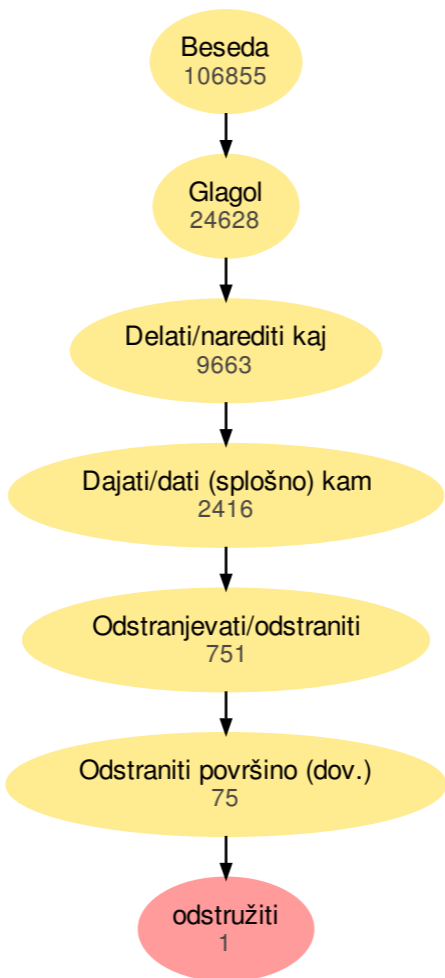 Beseda
106855
Glagol
24628
Delati/narediti kaj
9663
Dajati/dati (splošno) kam
2416
Odstranjevati/odstraniti
751
Odstraniti površino (dov.)
75
odstružiti
1